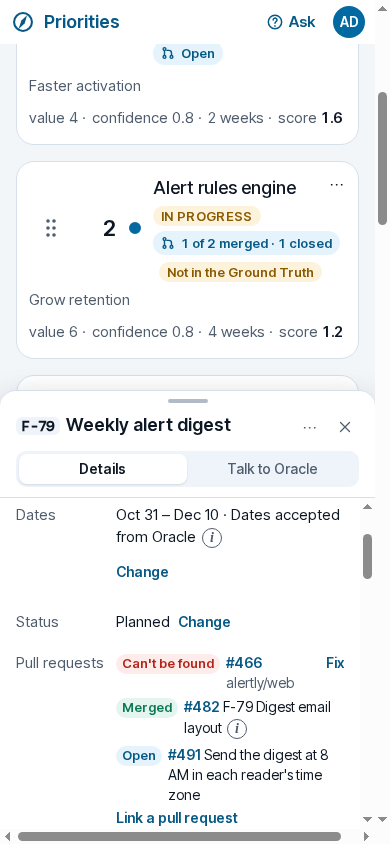 Priorities
Ask
AD
Open
Faster activation
value 4 · confidence 0.8 · 2 weeks · score 1.6
Alert rules engine
···
2
IN PROGRESS
1 of 2 merged · 1 closed
Not in the Ground Truth
Grow retention
value 6 · confidence 0.8 · 4 weeks · score 1.2
F-79 Weekly alert digest
···
Details
Talk to Oracle
Dates
Oct 31 – Dec 10 · Dates accepted
from Oracle i
Change
Status
Planned Change
Pull requests
Can't be found #466 Fix
alertly/web
Merged #482 F-79 Digest email
layout i
Open #491 Send the digest at 8
AM in each reader's time
zone
Link a pull request